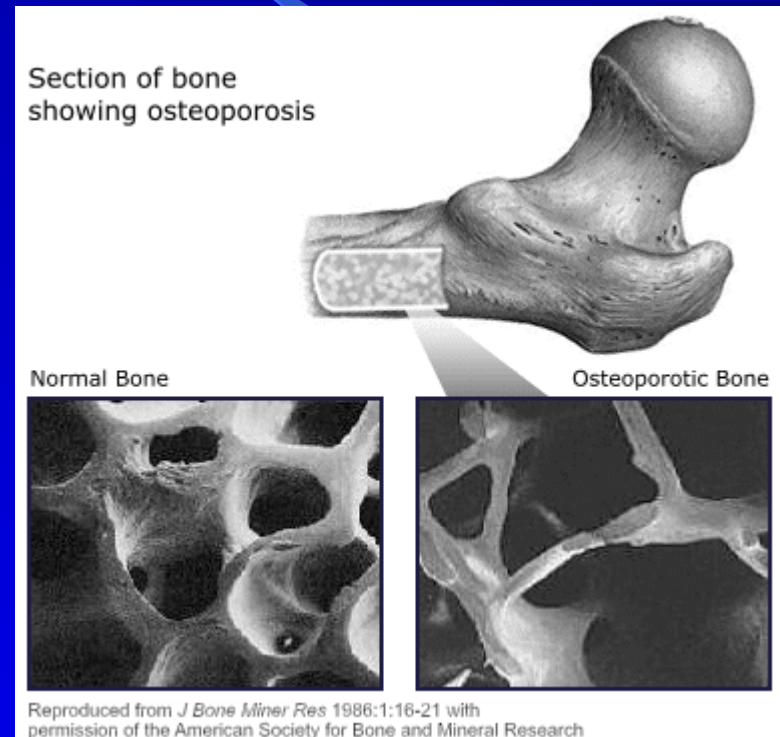 Section of bone
showing osteoporosis
Normal Bone
Osteoporotic Bone
Reproduced from J Bone Miner Res 1986:1:16-21 with
permission of the American Society for Bone and Mineral Research